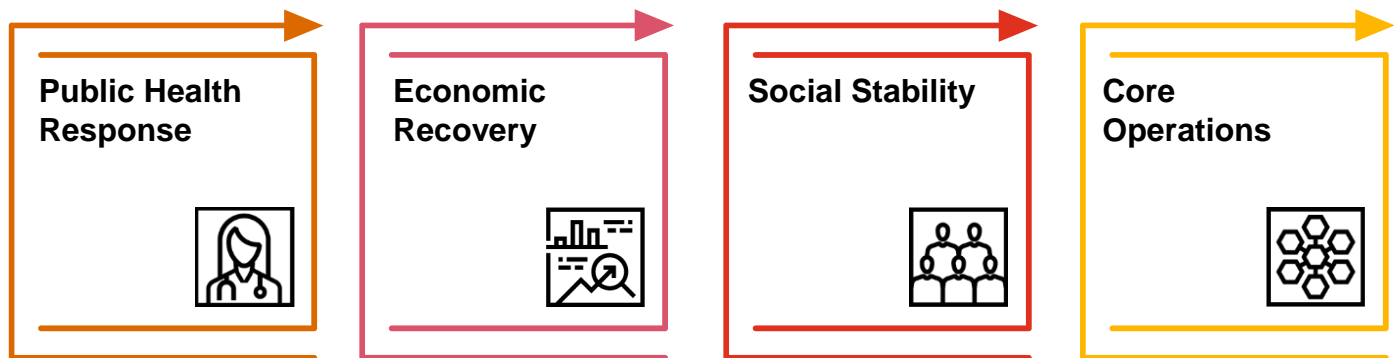 Public Health
Response
Economic
Recovery
Social Stability
Core
Operations